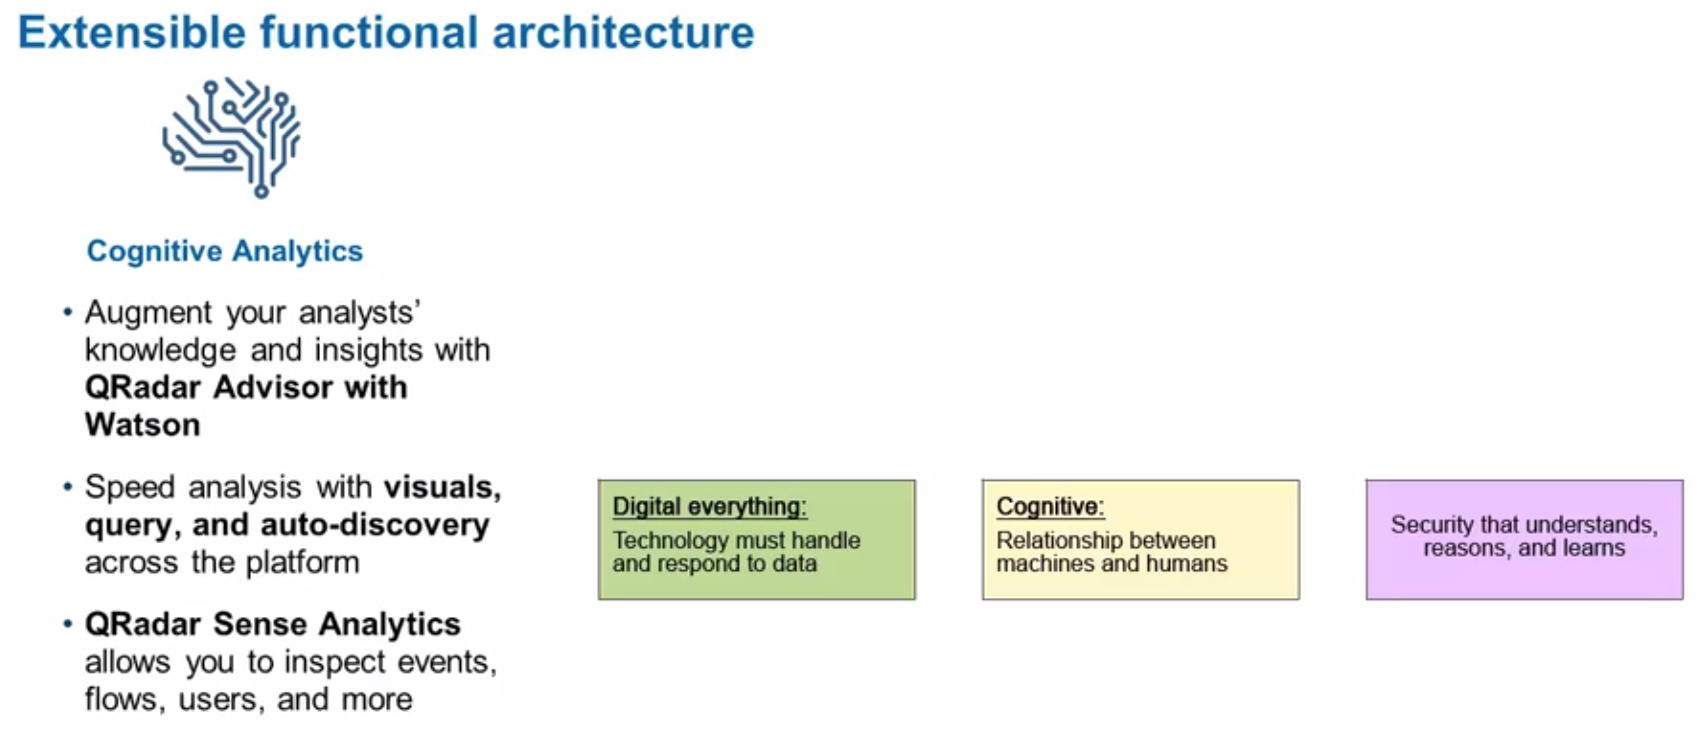 Extensible functional architecture
Cognitive Analytics
• Augment your analysts’
knowledge and insights with
QRadar Advisor with
Watson
• Speed analysis with visuals,
query, and auto-discovery
across the platform
• QRadar Sense Analytics
allows you to inspect events,
flows, users, and more
Digital everything:
Technology must handle
and respond to data
Cognitive:
Relationship between
machines and humans
Security that understands,
reasons, and learns